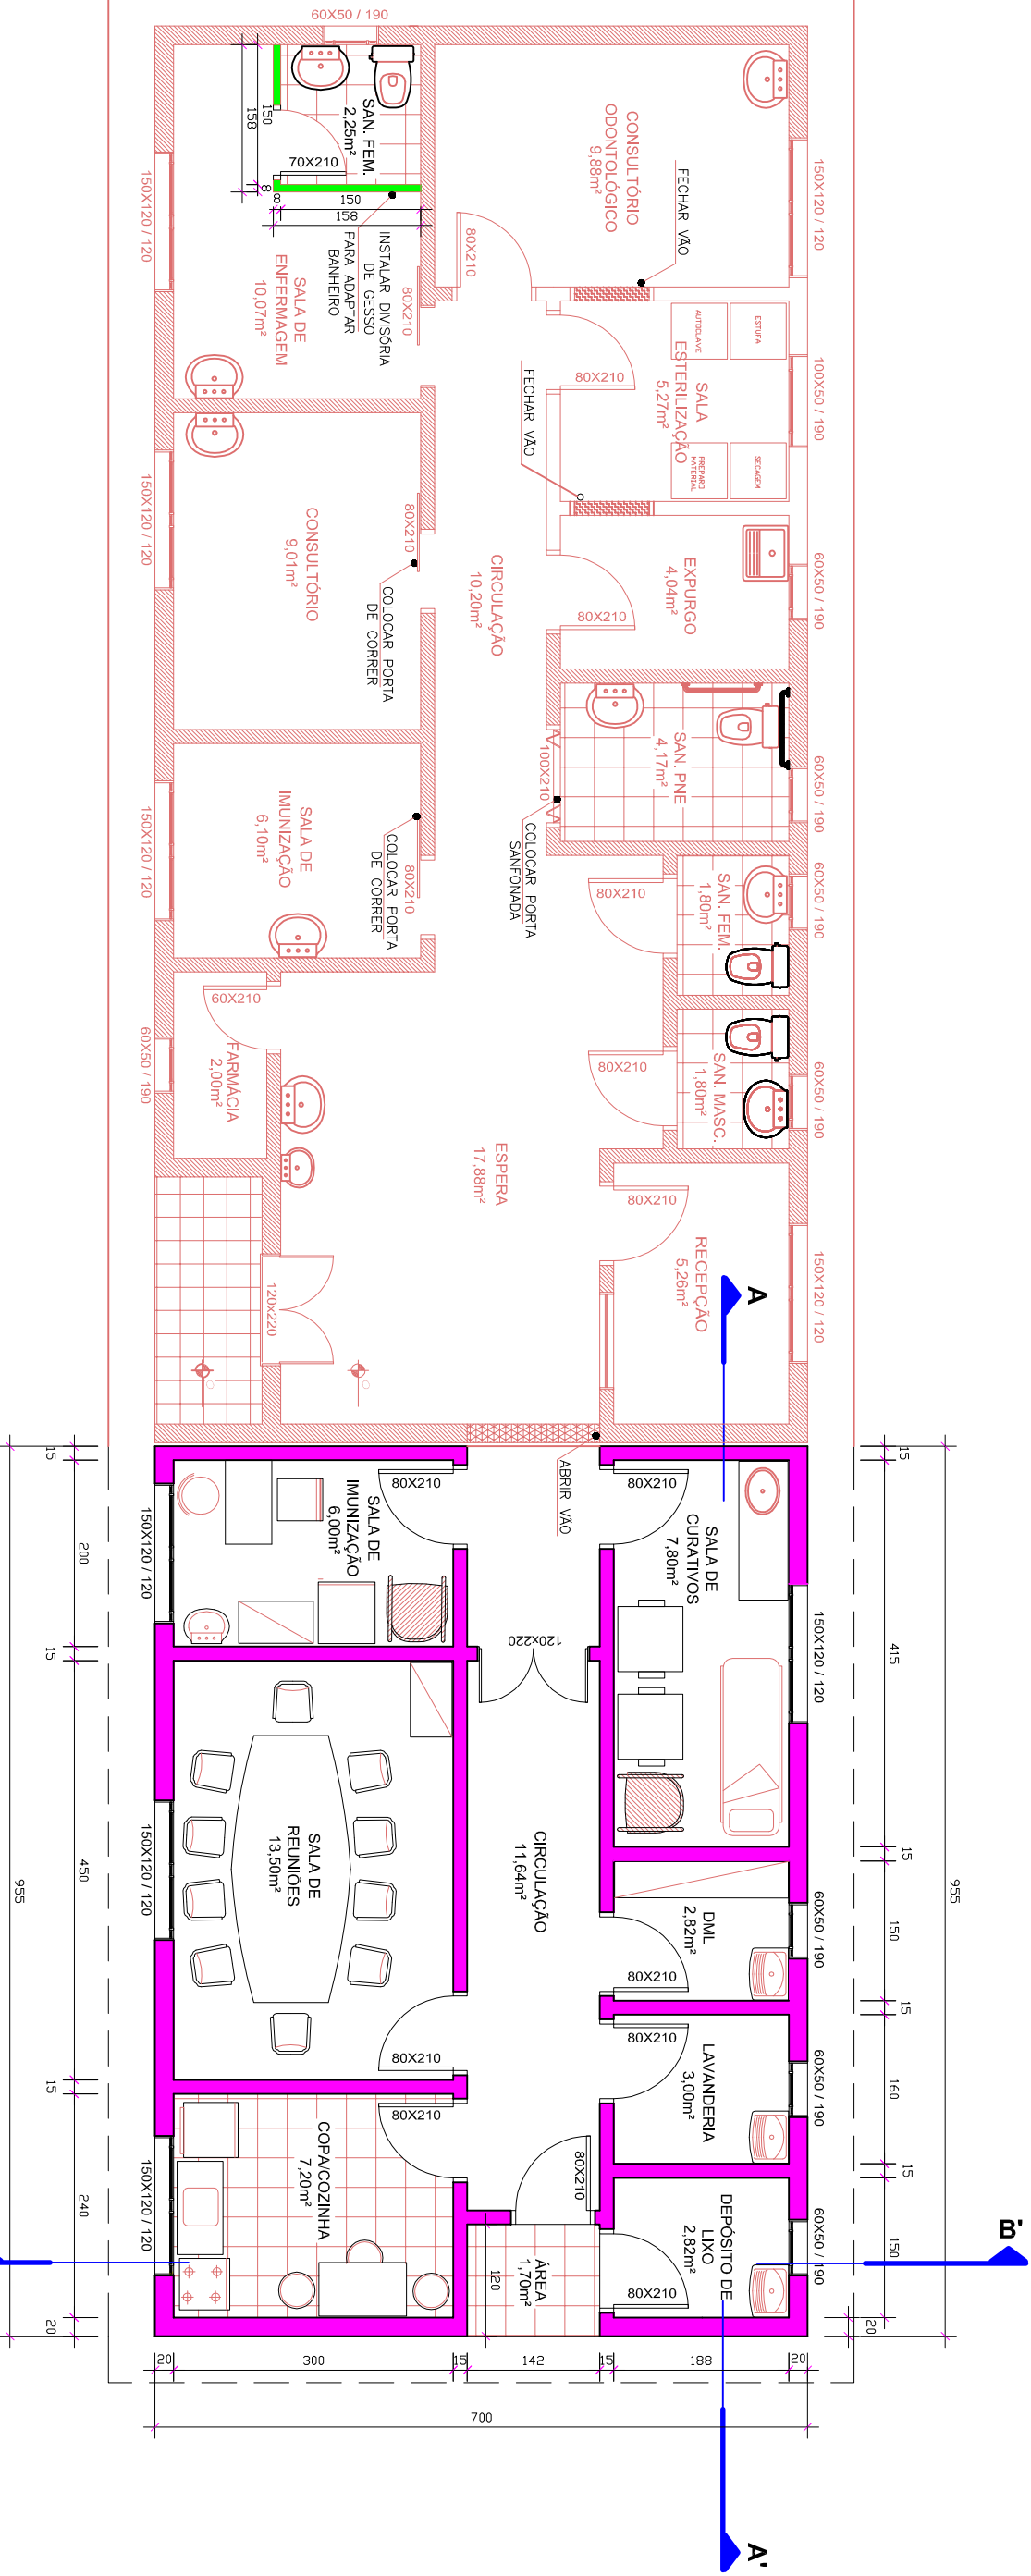 60X50 / 190
SAN. FEM.
2,25m²
70X210
150
158
150
158
8
8
CONSULTÓRIO
ODONTOLÓGICO
9,88m²
FECHAR VÃO
150X120 / 120
150X120 / 120
80X210
INSTALAR DIVISÓRIA
DE GESSO
PARA ADAPTAR
BANHEIRO
SALA DE
ENFERMAGEM
10,07m²
80X210
ESTUFA
AUTOCLAVE
SALA
ESTERILIZAÇÃO
5,27m²
SECAGEM
PREPARO
MATERIAL
100X50 / 190
80X210
FECHAR VÃO
CONSULTÓRIO
9,01m²
150X120 / 120
80X210
COLOCAR PORTA
DE CORRER
CIRCULAÇÃO
10,20m²
EXPURGO
4,04m²
80X210
60X50 / 190
SAN. PNE
4,17m²
100X210
60X50 / 190
COLOCAR PORTA
SANFONADA
SALA DE
IMUNIZAÇÃO
6,10m²
150X120 / 120
80X210
COLOCAR PORTA
DE CORRER
SAN. FEM.
1,80m²
80X210
60X50 / 190
SAN. MASC.
1,80m²
80X210
60X50 / 190
60X210
FARMÁCIA
2,00m²
60X50 / 190
ESPERA
17,88m²
120x220
RECEPÇÃO
5,26m²
80X210
150X120 / 120
A
ABRIR VÃO
15
200
15
450
15
240
20
955
15
415
15
150
15
160
15
150
20
955
SALA DE
IMUNIZAÇÃO
6,00m²
80X210
150X120 / 120
SALA DE
CURATIVOS
7,80m²
80X210
150X120 / 120
120x220
SALA DE
REUNIÕES
13,50m²
80X210
150X120 / 120
CIRCULAÇÃO
11,64m²
DML
2,82m²
80X210
60X50 / 190
LAVANDERIA
3,00m²
80X210
60X50 / 190
COPA/COZINHA
7,20m²
80X210
150X120 / 120
80X210
ÁREA
1,70m²
120
DEPÓSITO DE
LIXO
2,82m²
80X210
60X50 / 190
B'
20
300
15
142
15
188
20
700
A'